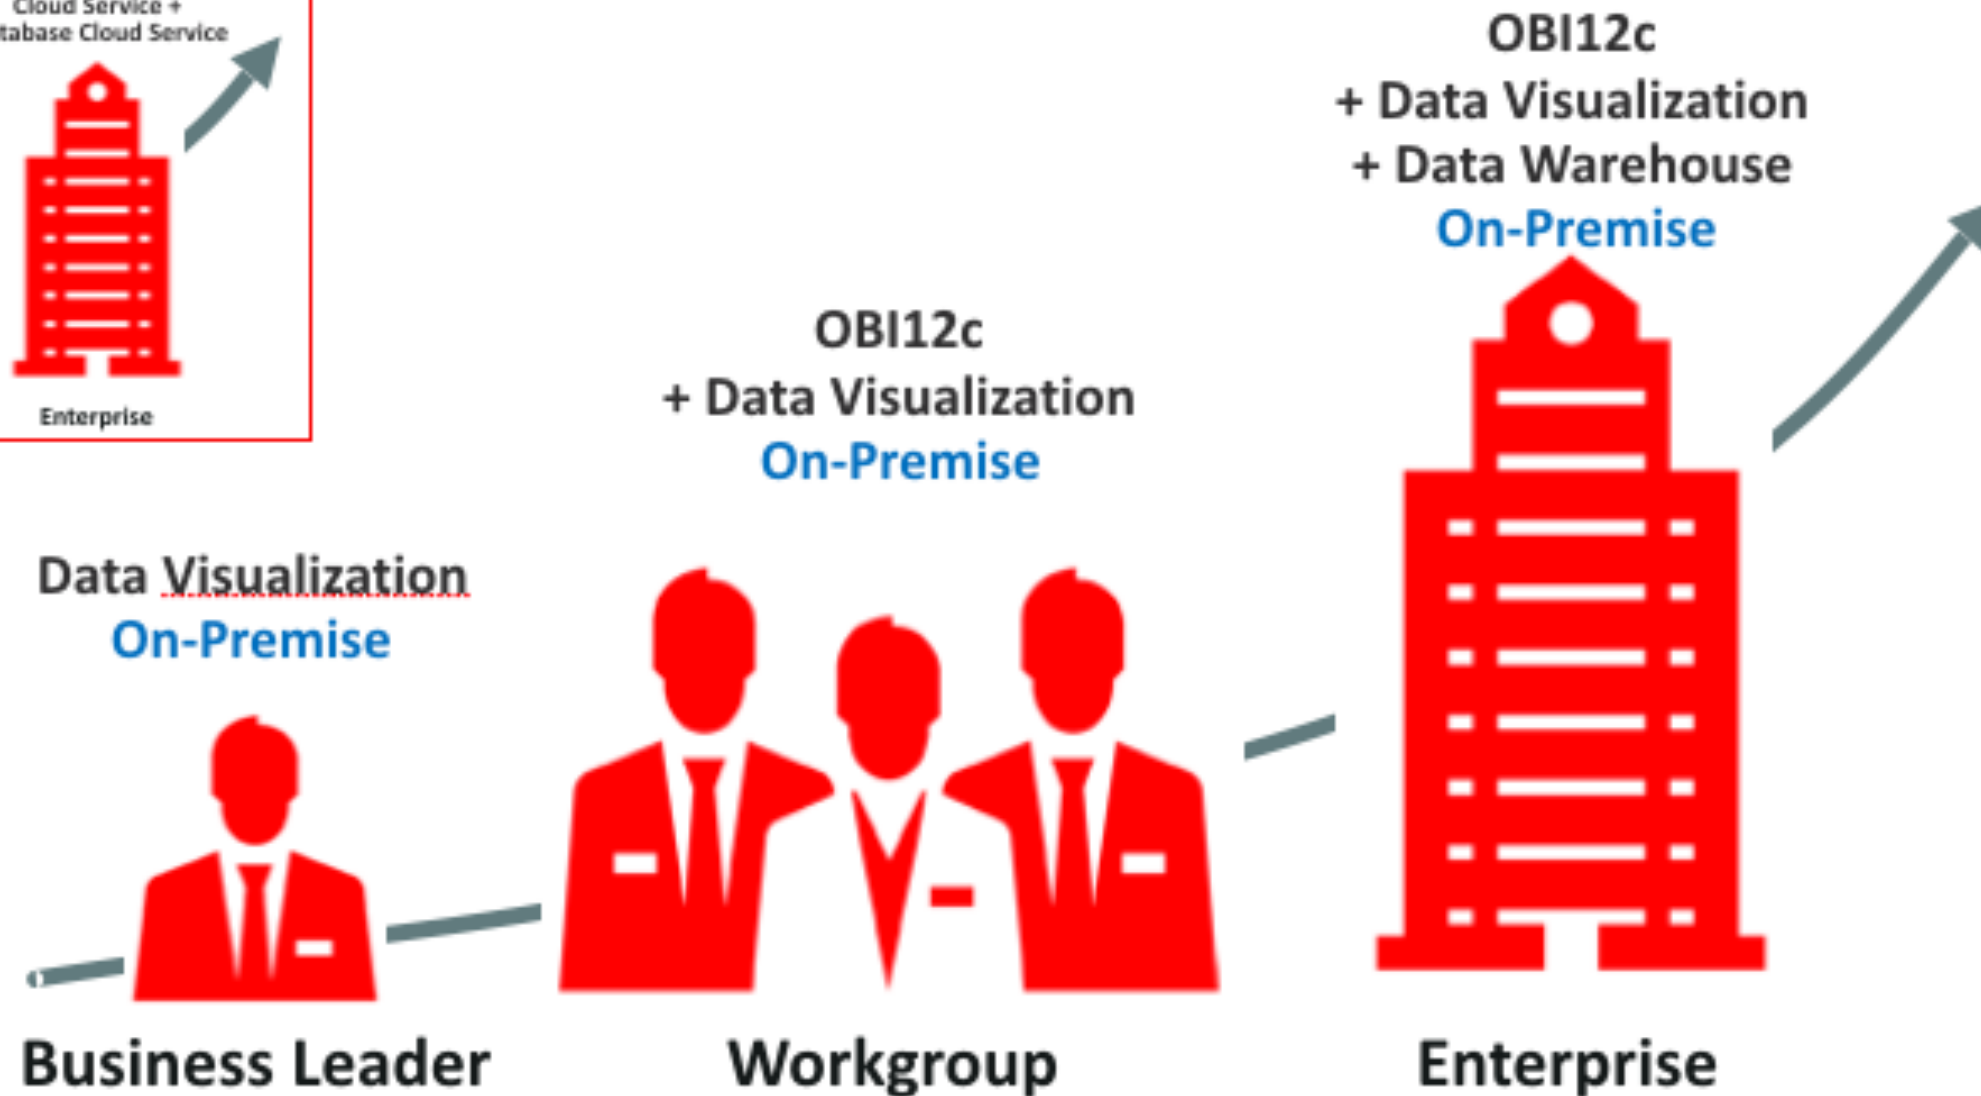 Cloud Service +
Cloud Service
Enterprise
OBI12c
+ Data Visualization
+ Data Warehouse
On-Premise
OBI12c
+ Data Visualization
On-Premise
Data Visualization
On-Premise
Business Leader
Workgroup
Enterprise